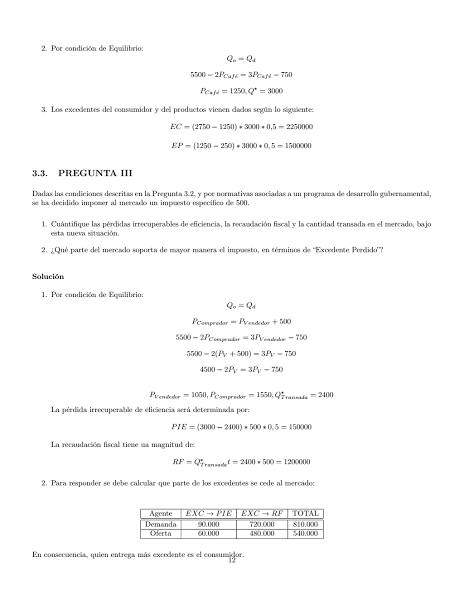 2. Por condición de Equilibrio:
Q_o = Q_d
5500 − 2P_{Café} = 3P_{Café} − 750
P_{Café} = 1250, Q* = 3000
3. Los excedentes del consumidor y del productos vienen dados según lo siguiente:
EC = (2750 − 1250) ∗ 3000 ∗ 0,5 = 2250000
EP = (1250 − 250) ∗ 3000 ∗ 0,5 = 1500000
3.3. PREGUNTA III
Dadas las condiciones descritas en la Pregunta 3.2, y por normativas asociadas a un programa de desarrollo gubernamental,
se ha decidido imponer al mercado un impuesto específico de 500.
1. Cuántifique las pérdidas irrecuperables de eficiencia, la recaudación fiscal y la cantidad transada en el mercado, bajo
esta nueva situación.
2. ¿Qué parte del mercado soporta de mayor manera el impuesto, en términos de “Excedente Perdido”?
Solución
1. Por condición de Equilibrio:
Q_o = Q_d
P_{Comprador} = P_{Vendedor} + 500
5500 − 2P_{Comprador} = 3P_{Vendedor} − 750
5500 − 2(P_V + 500) = 3P_V − 750
4500 − 2P_V = 3P_V − 750
P_{Vendedor} = 1050, P_{Comprador} = 1550, Q*_{Transada} = 2400
La pérdida irrecuperable de eficiencia será determinada por:
PIE = (3000 − 2400) ∗ 500 ∗ 0,5 = 150000
La recaudación fiscal tiene ua magnitud de:
RF = Q*_{Transada}t = 2400 ∗ 500 = 1200000
2. Para responder se debe calcular que parte de los excedentes se cede al mercado:
Agente EXC → PIE EXC → RF TOTAL
Demanda 90.000 720.000 810.000
Oferta 60.000 480.000 540.000
En consecuencia, quien entrega más excedente es el consumidor.
12